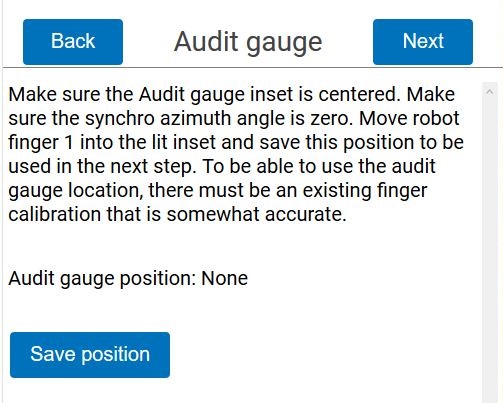 Back
Audit gauge
Next
Make sure the Audit gauge inset is centered. Make
sure the synchro azimuth angle is zero. Move robot
finger 1 into the lit inset and save this position to be
used in the next step. To be able to use the audit
gauge location, there must be an existing finger
calibration that is somewhat accurate.
Audit gauge position: None
Save position